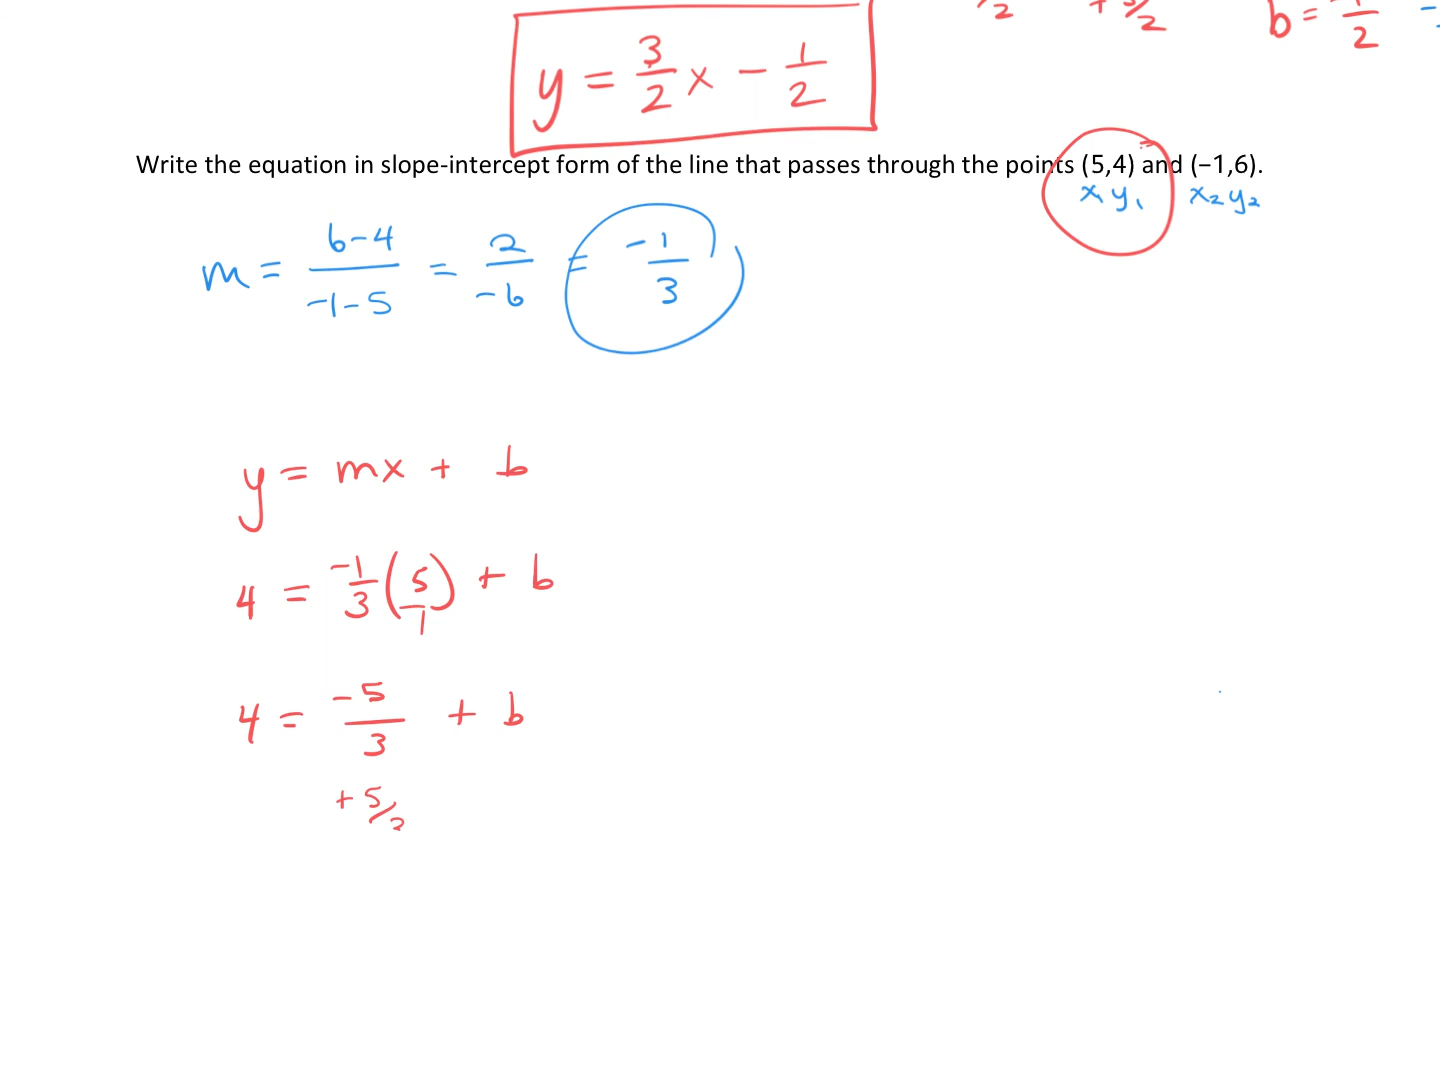 /2 + 3/2 b = 1/2
y = 3/2 x - 1/2
Write the equation in slope-intercept form of the line that passes through the points (5,4) and (−1,6).
x, y1 x2 y2
m = 6-4/-1-5 = 2/-6 = -1/3
y = mx + b
4 = -1/3 (5/1) + b
4 = -5/3 + b
+ 5/